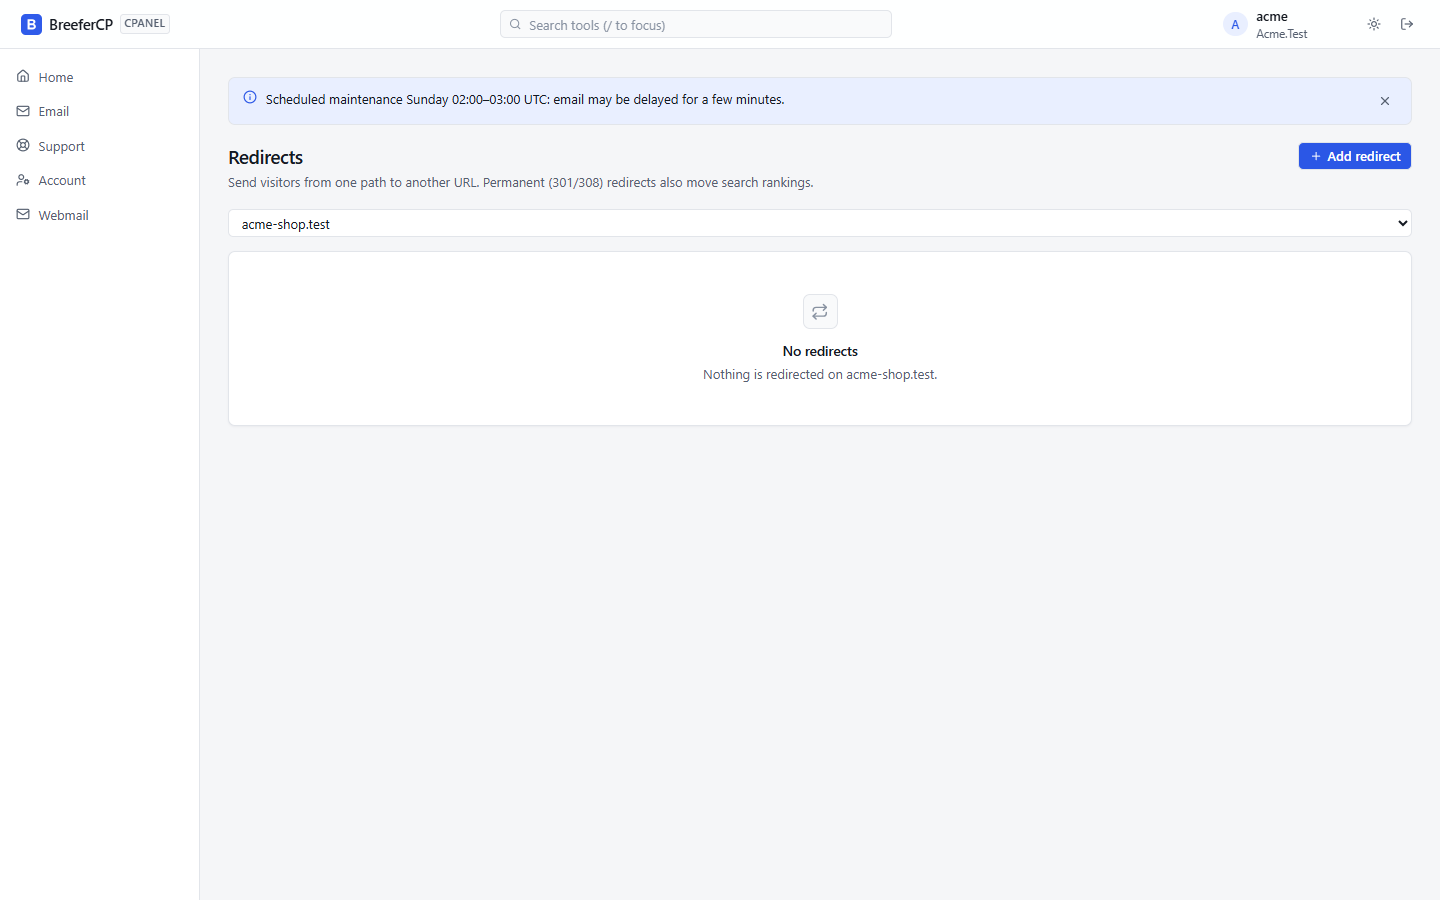 B BreeferCP CPANEL
Search tools (/ to focus)
A
acme
Acme.Test
Home
Email
Support
Account
Webmail
Scheduled maintenance Sunday 02:00–03:00 UTC: email may be delayed for a few minutes.
Redirects
Add redirect
Send visitors from one path to another URL. Permanent (301/308) redirects also move search rankings.
acme-shop.test
No redirects
Nothing is redirected on acme-shop.test.